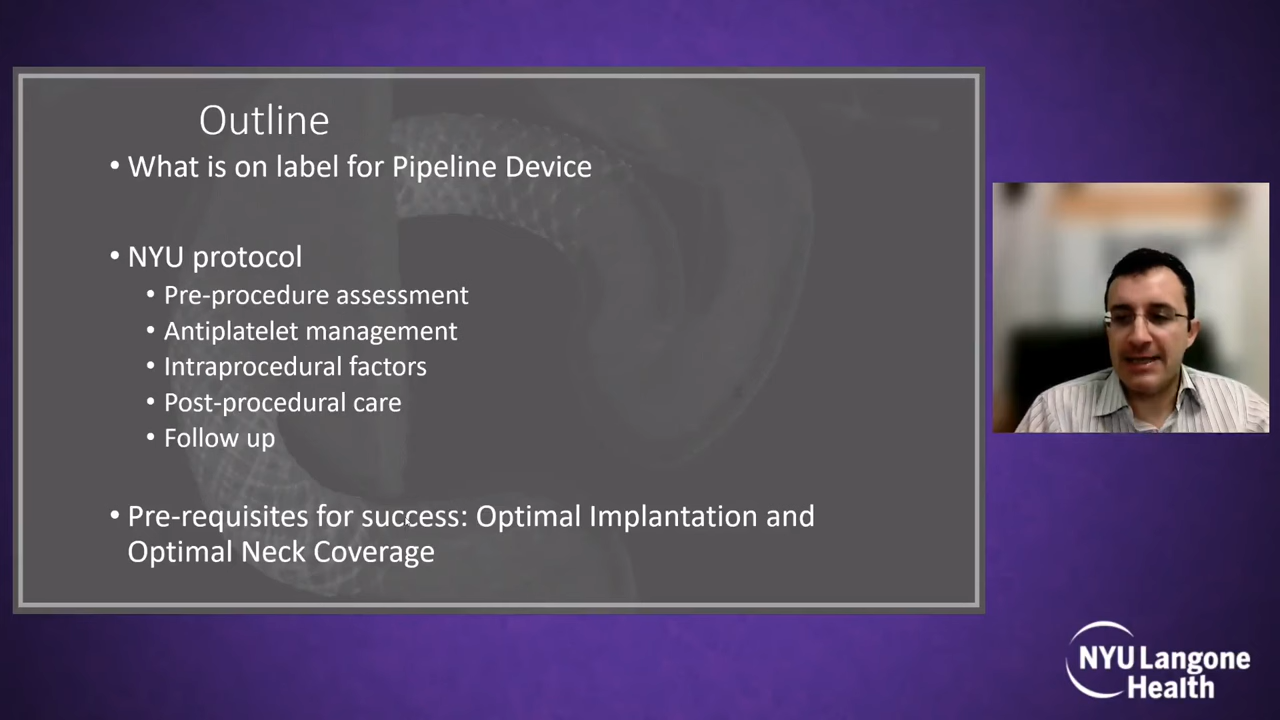 Outline
• What is on label for Pipeline Device
• NYU protocol
• Pre-procedure assessment
• Antiplatelet management
• Intraprocedural factors
• Post-procedural care
• Follow up
• Pre-requisites for success: Optimal Implantation and
Optimal Neck Coverage
NYU Langone
Health